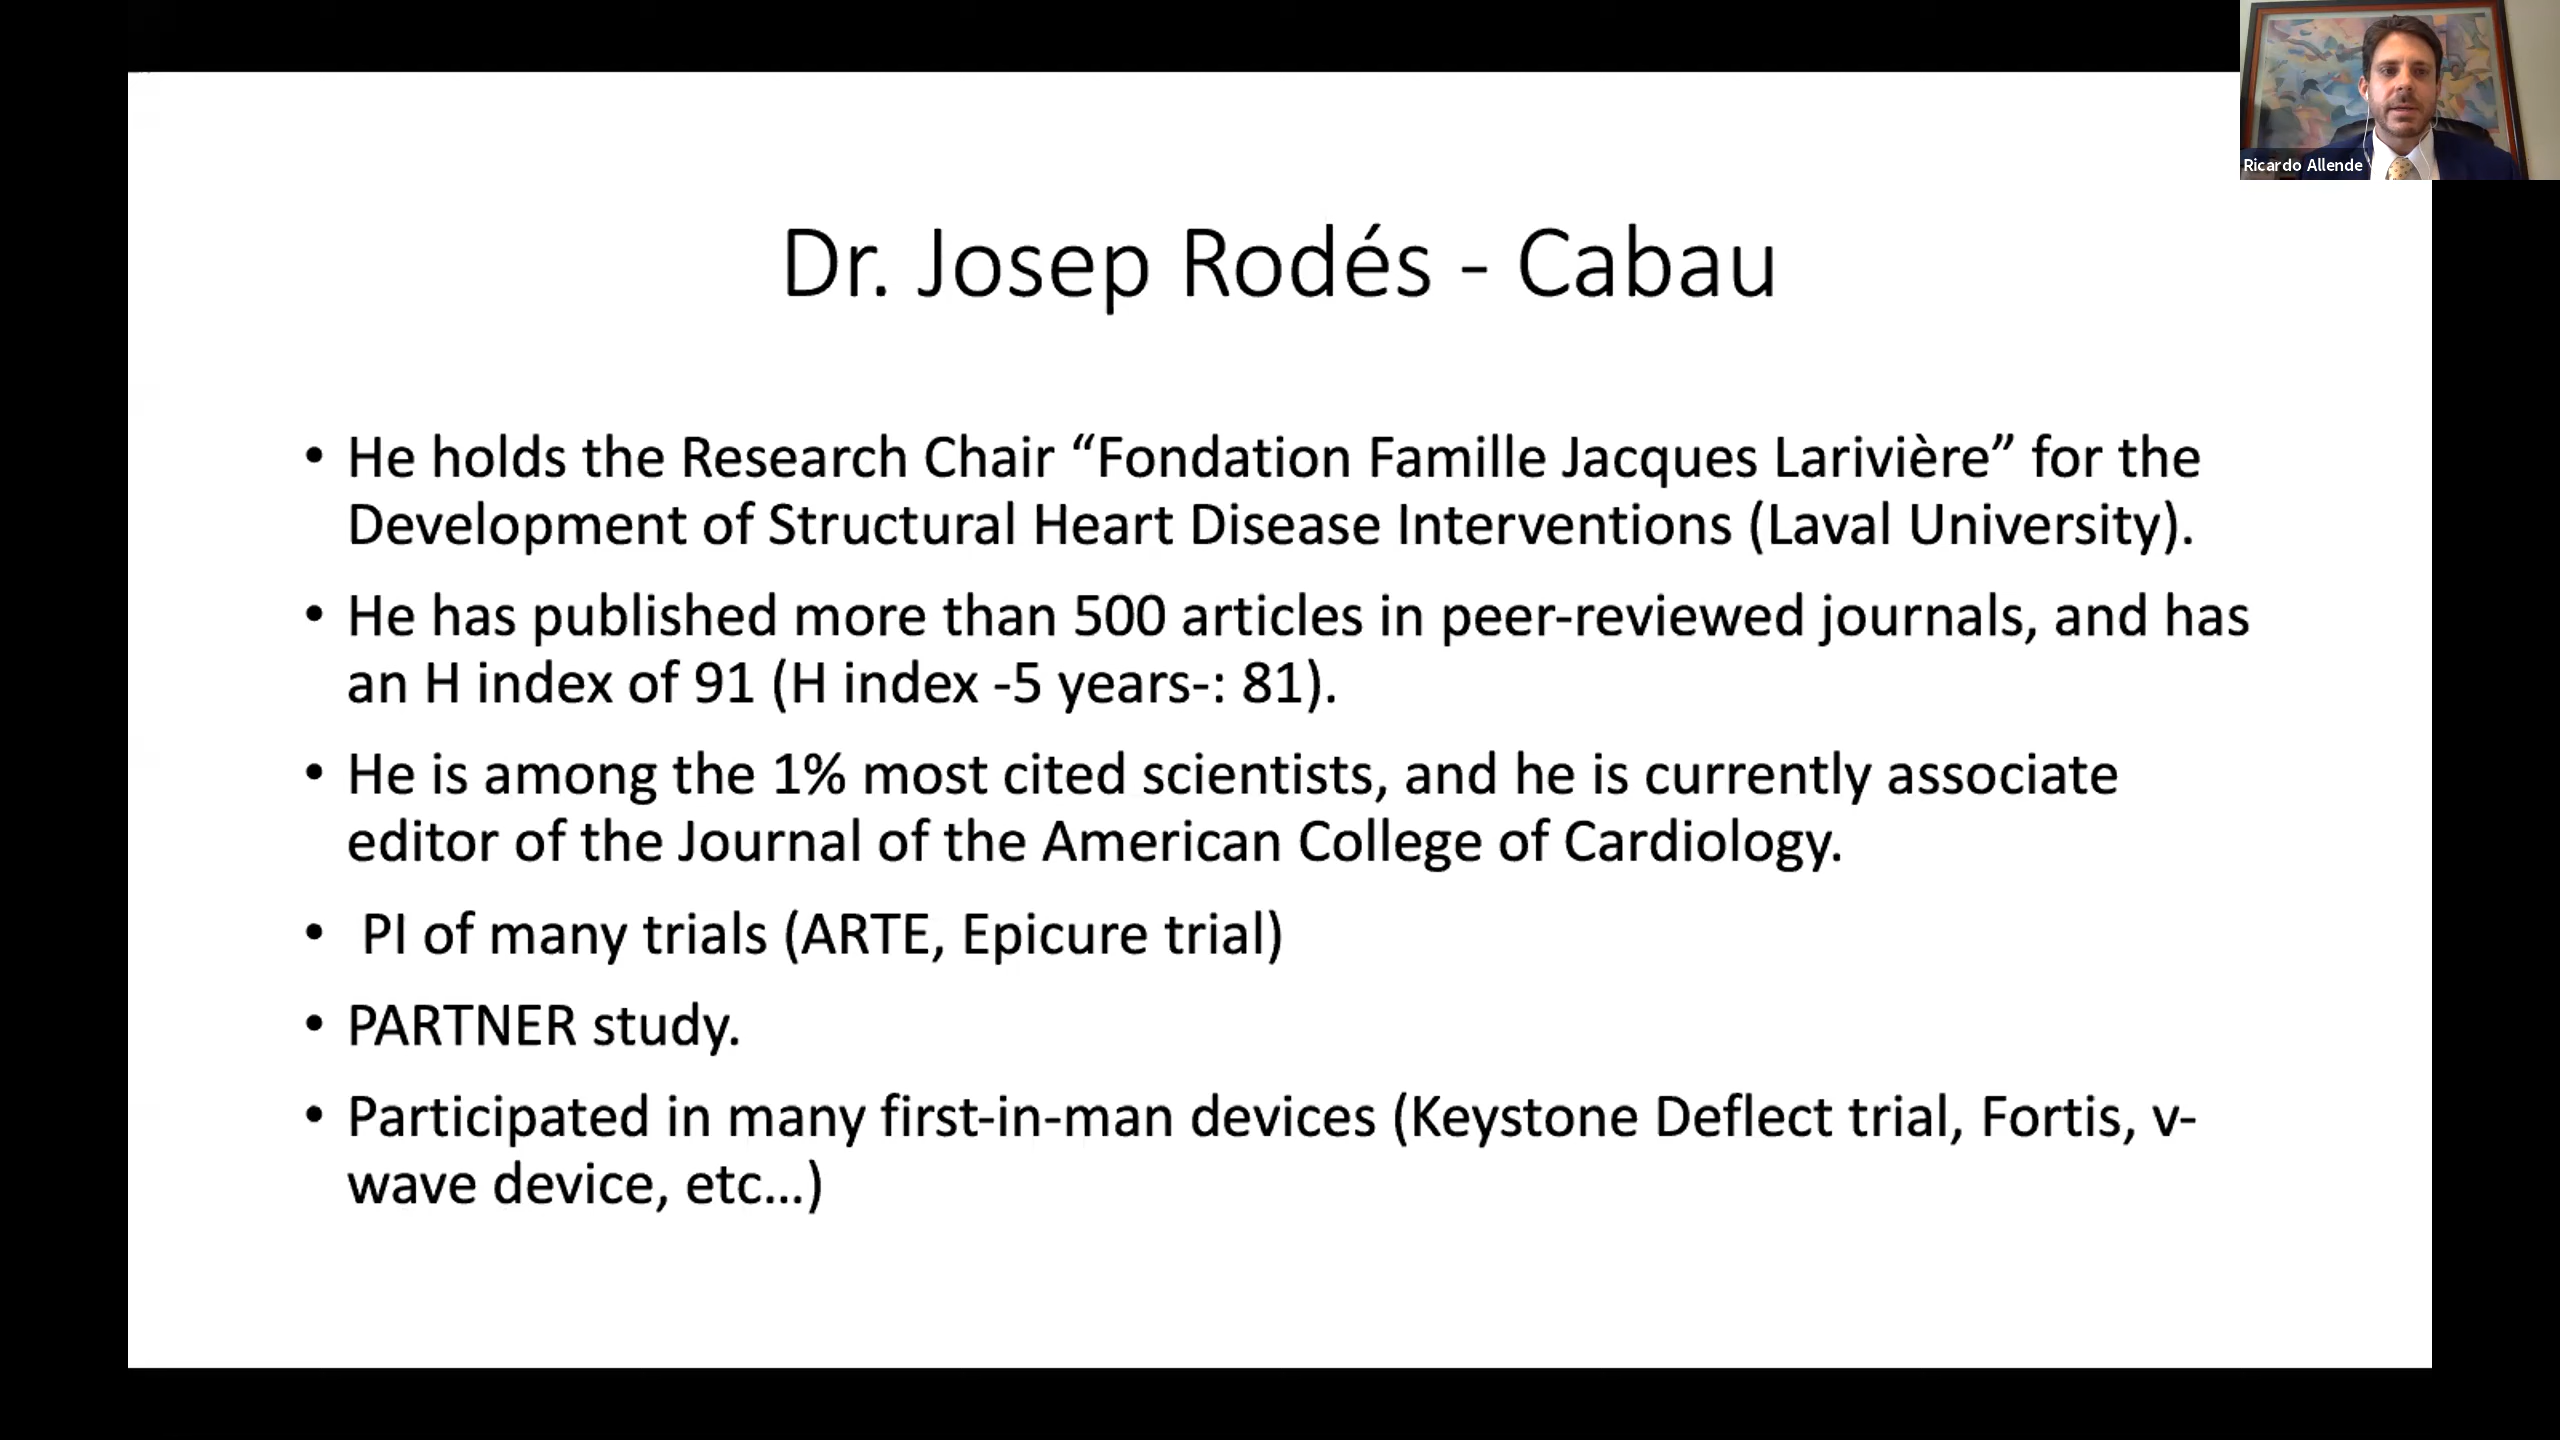 Ricardo Allende
Dr. Josep Rodés - Cabau
• He holds the Research Chair “Fondation Famille Jacques Larivière” for the
Development of Structural Heart Disease Interventions (Laval University).
• He has published more than 500 articles in peer-reviewed journals, and has
an H index of 91 (H index -5 years-: 81).
• He is among the 1% most cited scientists, and he is currently associate
editor of the Journal of the American College of Cardiology.
• PI of many trials (ARTE, Epicure trial)
• PARTNER study.
• Participated in many first-in-man devices (Keystone Deflect trial, Fortis, v-
wave device, etc...)